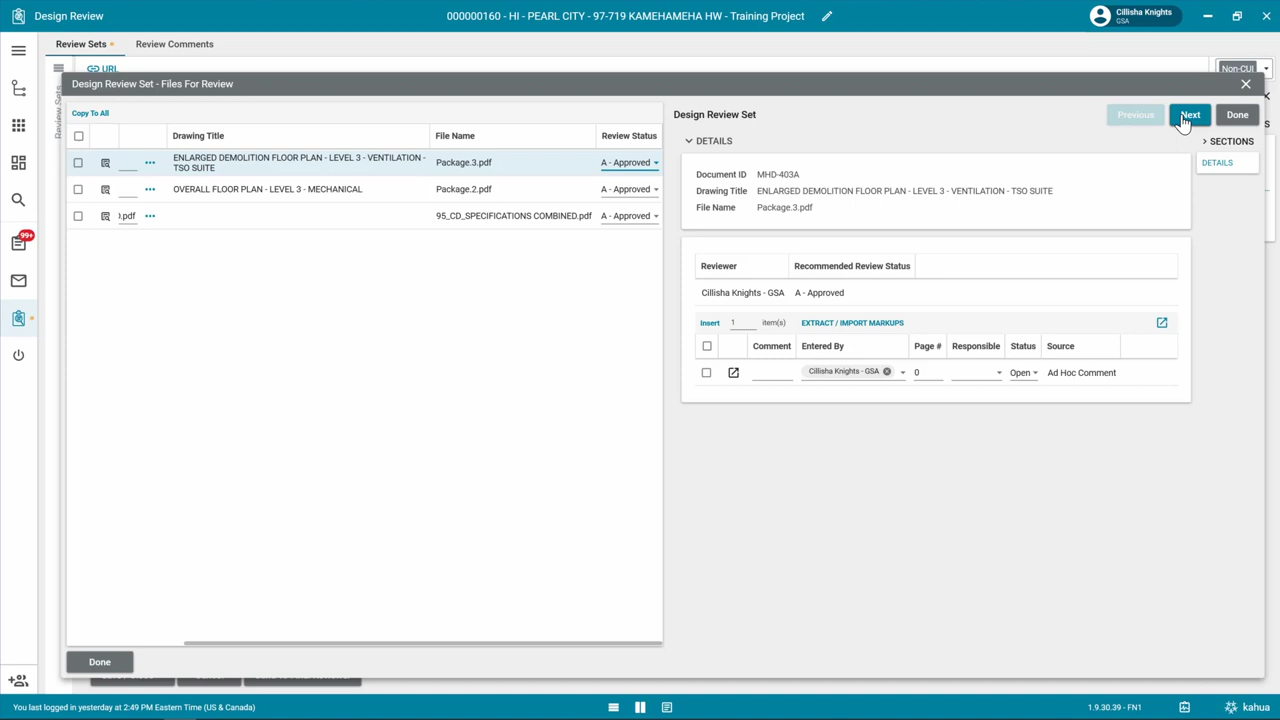 Design Review
000000160 - HI - PEARL CITY - 97-719 KAMEHAMEHA HW - Training Project
Cillisha Knights
GSA
Review Sets
Review Comments
URL
Non-CUI
Review Sets
Design Review Set - Files For Review
Copy To All
Drawing Title File Name Review Status
ENLARGED DEMOLITION FLOOR PLAN - LEVEL 3 - VENTILATION -
TSO SUITE
Package.3.pdf
A - Approved
OVERALL FLOOR PLAN - LEVEL 3 - MECHANICAL Package.2.pdf A - Approved
).pdf 95_CD_SPECIFICATIONS COMBINED.pdf A - Approved
Done
Design Review Set
Previous Next Done
DETAILS
SECTIONS
DETAILS
Document ID MHD-403A
Drawing Title ENLARGED DEMOLITION FLOOR PLAN - LEVEL 3 - VENTILATION - TSO SUITE
File Name Package.3.pdf
Reviewer Recommended Review Status
Cillisha Knights - GSA A - Approved
Insert 1 item(s) EXTRACT / IMPORT MARKUPS
Comment Entered By Page # Responsible Status Source
Cillisha Knights - GSA 0 Open Ad Hoc Comment
99+
You last logged in yesterday at 2:49 PM Eastern Time (US & Canada)
1.9.30.39 - FN1
kahua